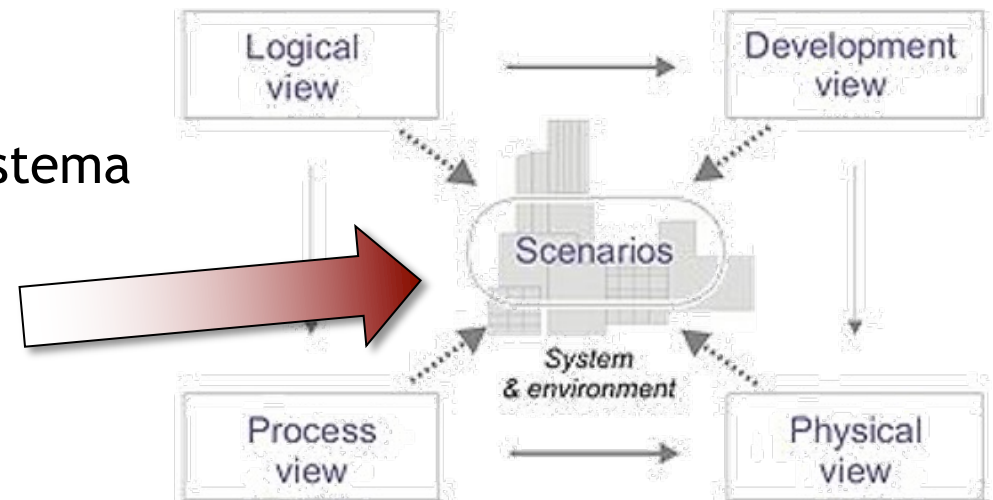 Logical
view
Development
view
stema
Scenarios
System
& environment
Process
view
Physical
view